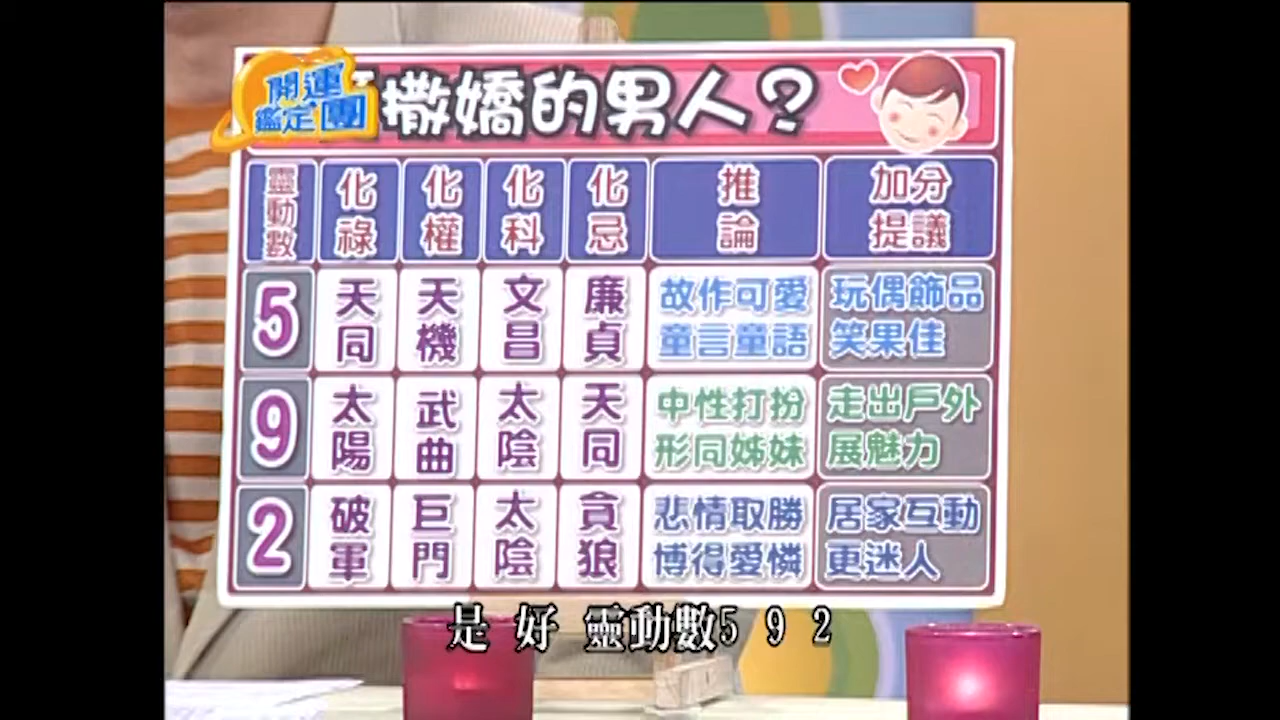 開運
鑑定團
撒嬌的男人?
靈動數 化祿 化權 化科 化忌 推論 加分提議
5 天同 天機 文昌 廉貞 故作可愛 玩偶飾品
童言童語 笑果佳
9 太陽 武曲 太陰 天同 中性打扮 走出戶外
形同姊妹 展魅力
2 破軍 巨門 太陰 貪狼 悲情取勝 居家互動
博得愛憐 更迷人
是 好 靈動數5 9 2